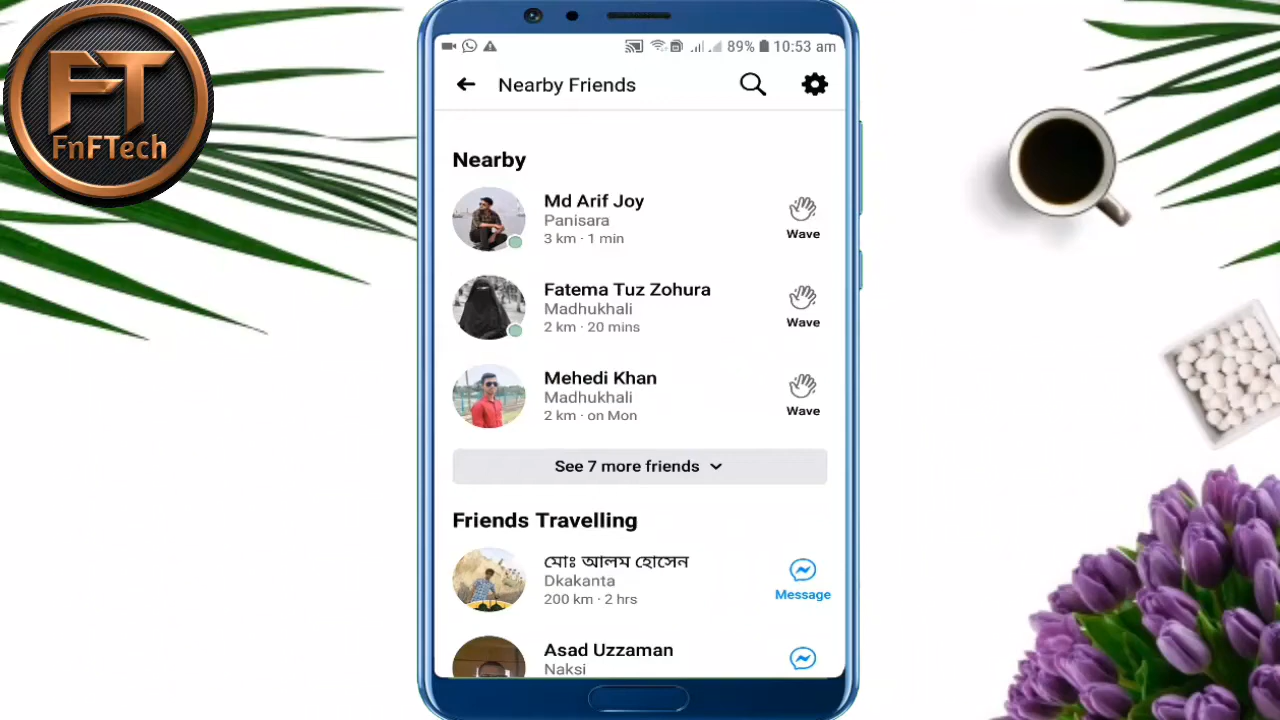 FT
FnFTech
89% 10:53 am
Nearby Friends
Nearby
Md Arif Joy
Panisara
3 km · 1 min
Wave
Fatema Tuz Zohura
Madhukhali
2 km · 20 mins
Wave
Mehedi Khan
Madhukhali
2 km · on Mon
Wave
See 7 more friends
Friends Travelling
মোঃ আলম হোসেন
Dkakanta
200 km · 2 hrs
Message
Asad Uzzaman
Naksi